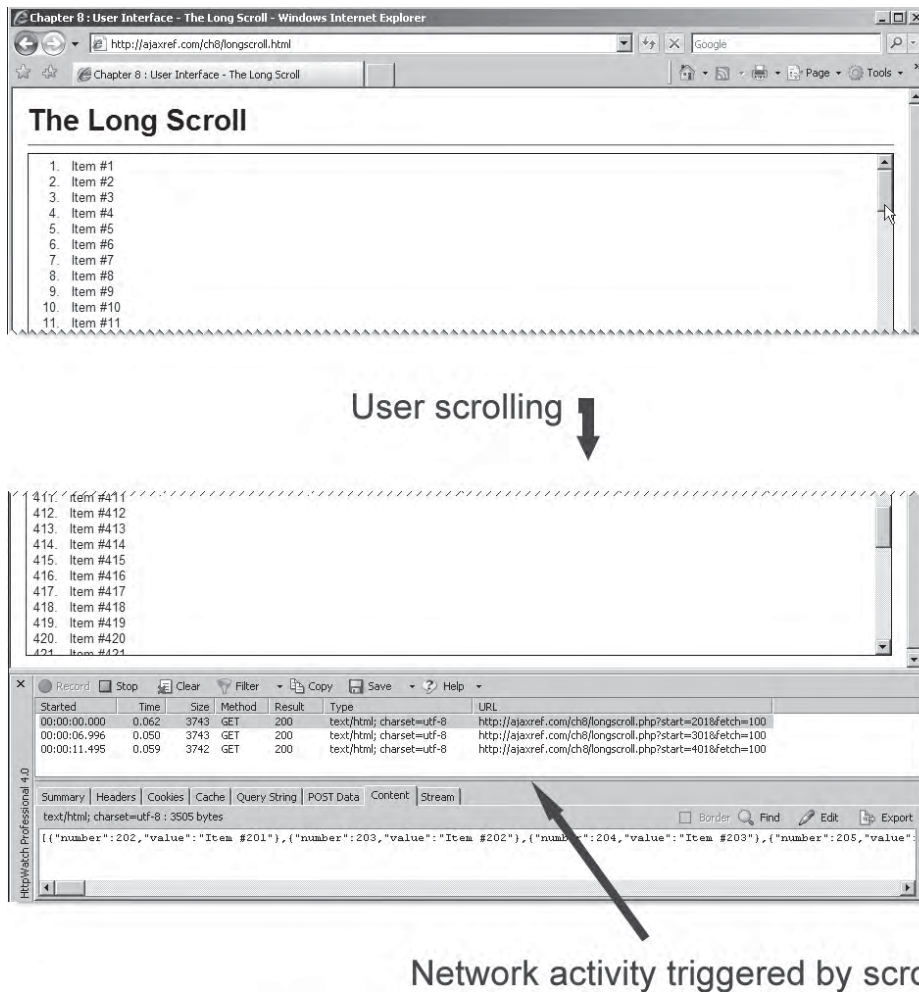 Chapter 8 : User Interface - The Long Scroll - Windows Internet Explorer
http://ajaxref.com/ch8/longscroll.html
Google
Chapter 8 : User Interface - The Long Scroll
Page
Tools
The Long Scroll
1. Item #1
2. Item #2
3. Item #3
4. Item #4
5. Item #5
6. Item #6
7. Item #7
8. Item #8
9. Item #9
10. Item #10
11. Item #11
User scrolling
411. Item #411
412. Item #412
413. Item #413
414. Item #414
415. Item #415
416. Item #416
417. Item #417
418. Item #418
419. Item #419
420. Item #420
421. Item #421
Record Stop Clear Filter Copy Save Help
Started Time Size Method Result Type URL
00:00:00.000 0.062 3743 GET 200 text/html; charset=utf-8 http://ajaxref.com/ch8/longscroll.php?start=201&fetch=100
00:00:06.996 0.050 3743 GET 200 text/html; charset=utf-8 http://ajaxref.com/ch8/longscroll.php?start=301&fetch=100
00:00:11.495 0.059 3742 GET 200 text/html; charset=utf-8 http://ajaxref.com/ch8/longscroll.php?start=401&fetch=100
HttpWatch Professional 4.0
Summary Headers Cookies Cache Query String POST Data Content Stream
text/html; charset=utf-8 : 3505 bytes
Border Find Edit Export
[{"number":202,"value":"Item #201"},{"number":203,"value":"Item #202"},{"number":204,"value":"Item #203"},{"number":205,"value":
Network activity triggered by scro